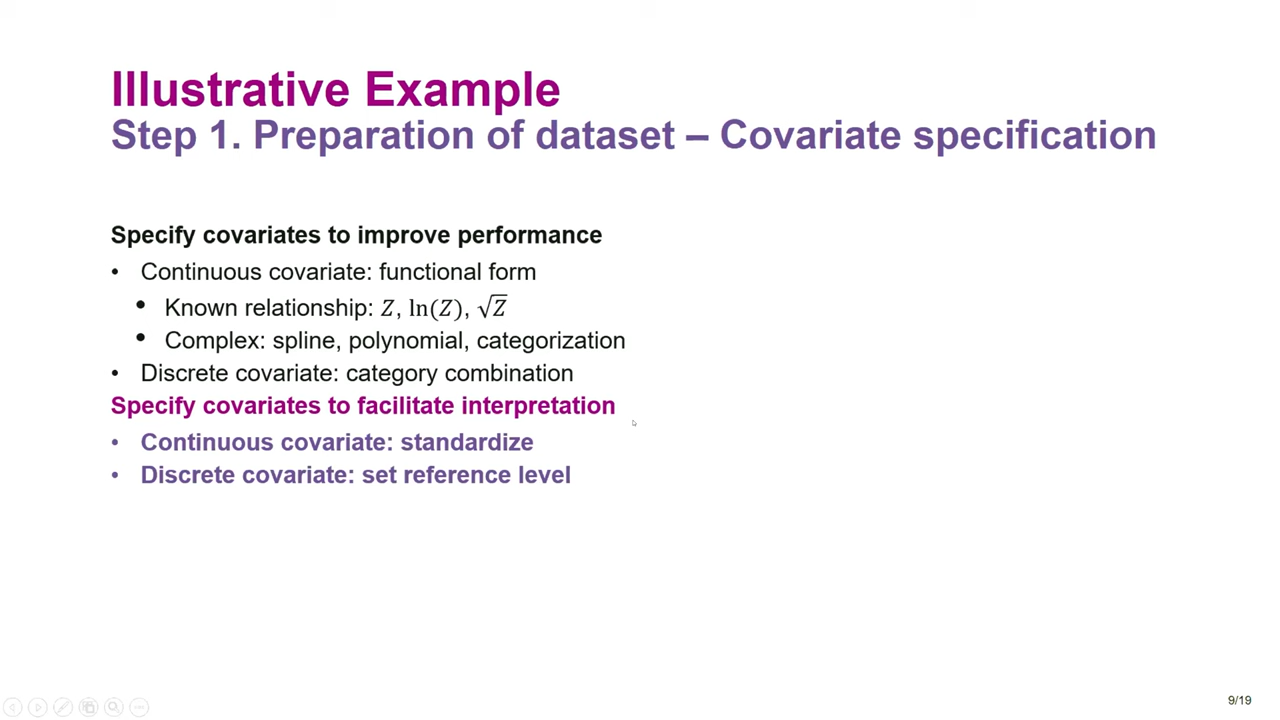 Illustrative Example
Step 1. Preparation of dataset – Covariate specification
Specify covariates to improve performance
• Continuous covariate: functional form
• Known relationship: Z, ln(Z), √Z
• Complex: spline, polynomial, categorization
• Discrete covariate: category combination
Specify covariates to facilitate interpretation
• Continuous covariate: standardize
• Discrete covariate: set reference level
9/19